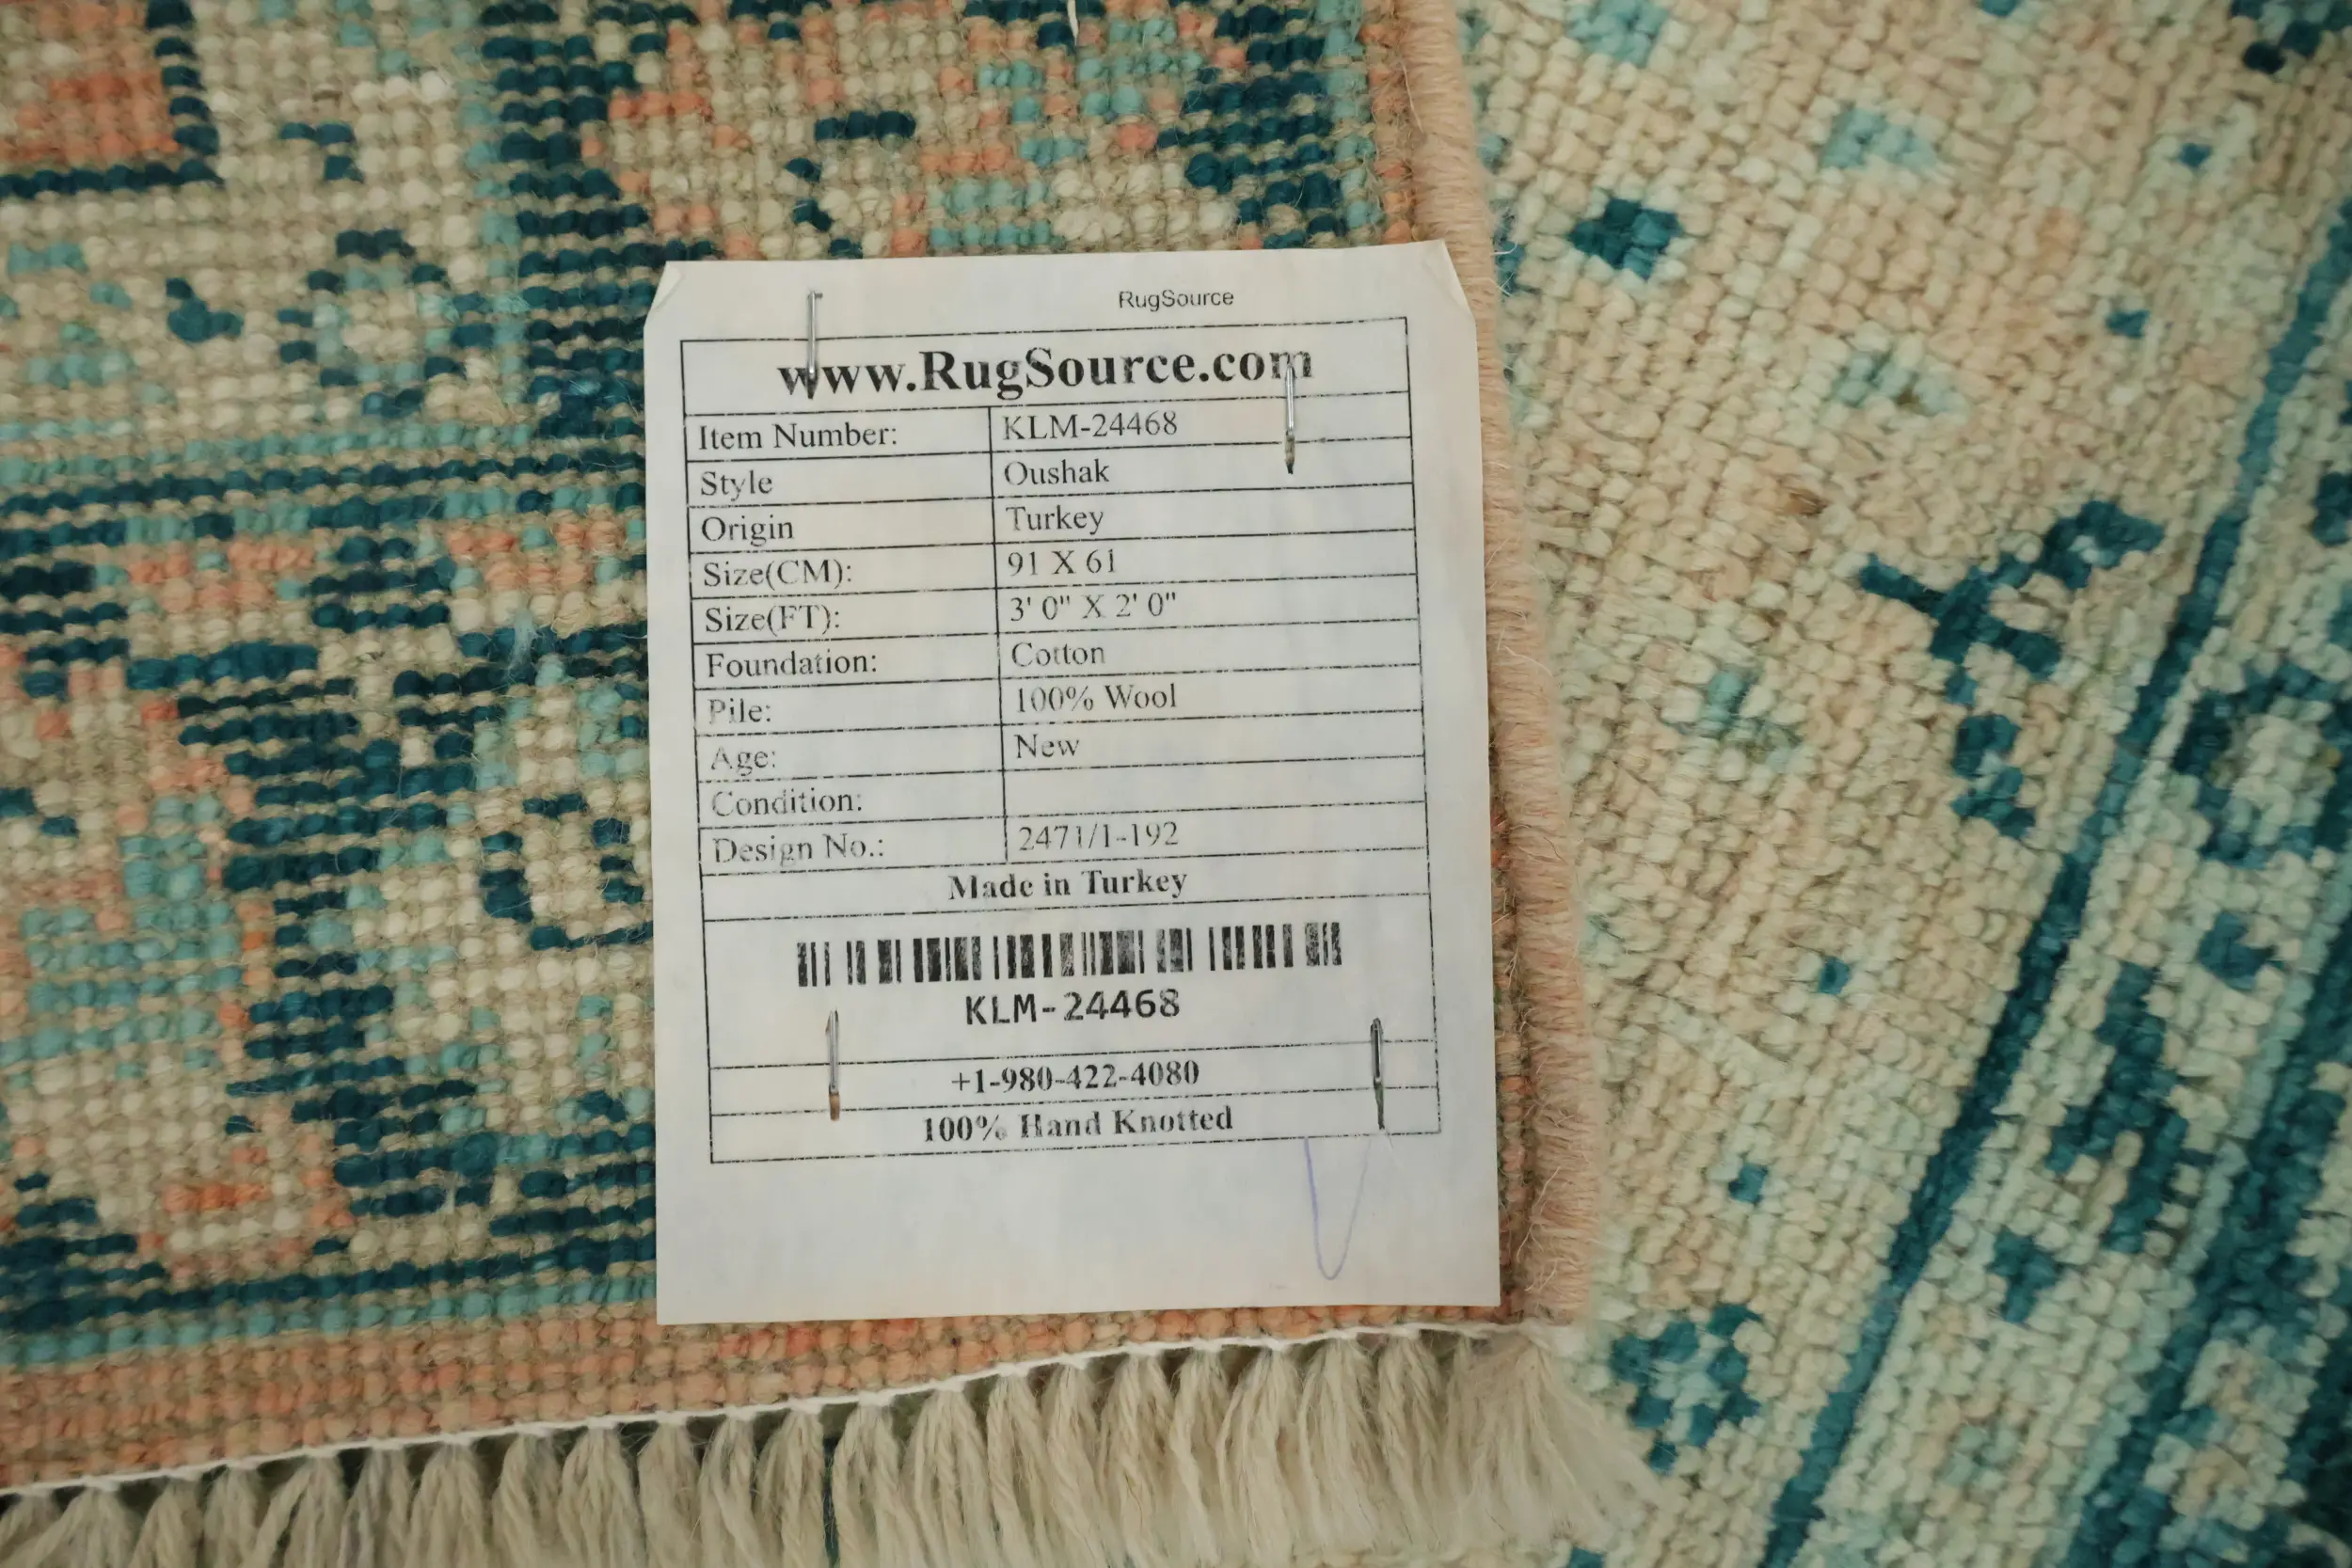 RugSource
www.RugSource.com
Item Number: KLM-24468
Style Oushak
Origin Turkey
Size(CM): 91 X 61
Size(FT): 3' 0" X 2' 0"
Foundation: Cotton
Pile: 100% Wool
Age: New
Condition:
Design No.: 2471/1-192
Made in Turkey
KLM-24468
+1-980-422-4080
100% Hand Knotted